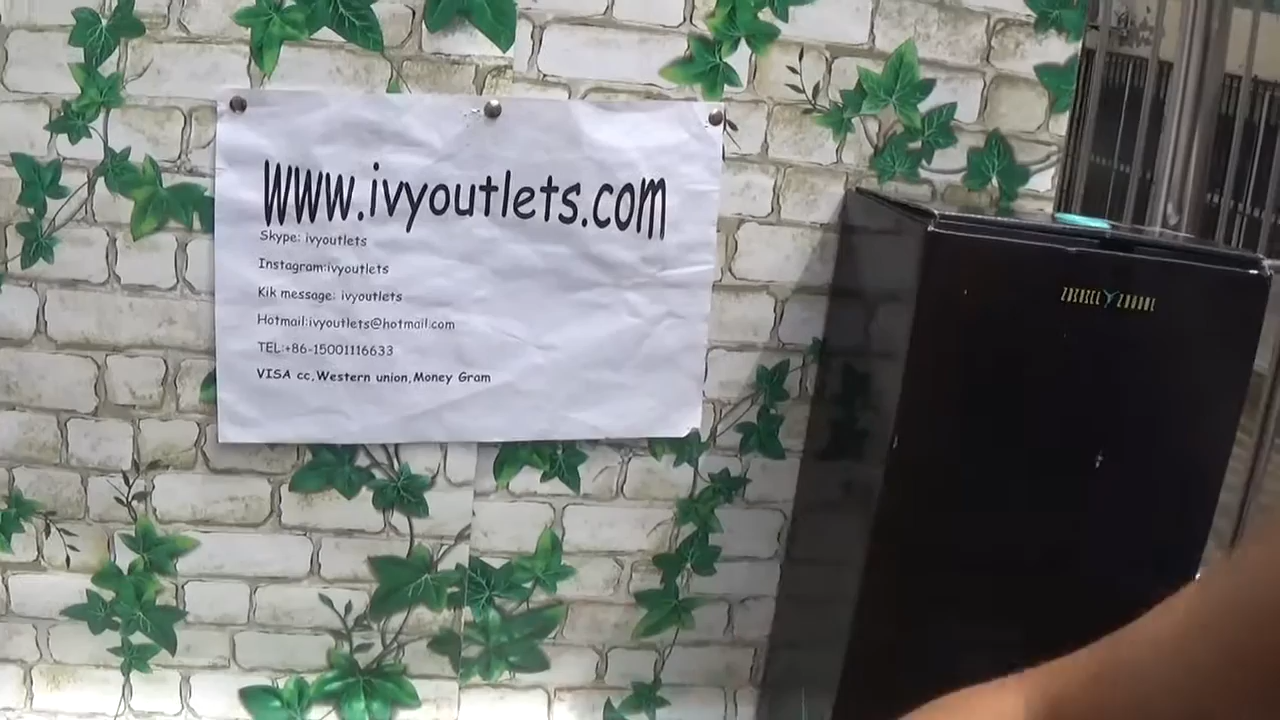 www.ivyoutlets.com
Skype: ivyoutlets
Instagram:ivyoutlets
Kik message: ivyoutlets
Hotmail:ivyoutlets@hotmail.com
TEL:+86-15001116633
VISA cc,Western union,Money Gram